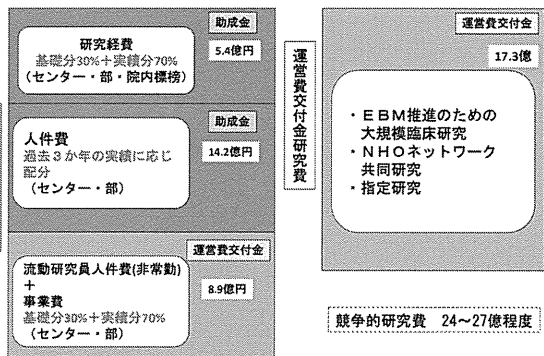 助成金
研究経費
基礎分30%+実績分70%
(センター・部・院内標榜)
5.4億円
助成金
人件費
過去3か年の実績に応じ
配分
(センター・部)
14.2億円
運営費交付金
流動研究員人件費(非常勤)
+
事業費
基礎分30%+実績分70%
(センター・部)
8.9億円
運営費交付金研究費
運営費交付金
17.3億
・EBM推進のための
大規模臨床研究
・NHOネットワーク
共同研究
・指定研究
競争的研究費 24～27億程度